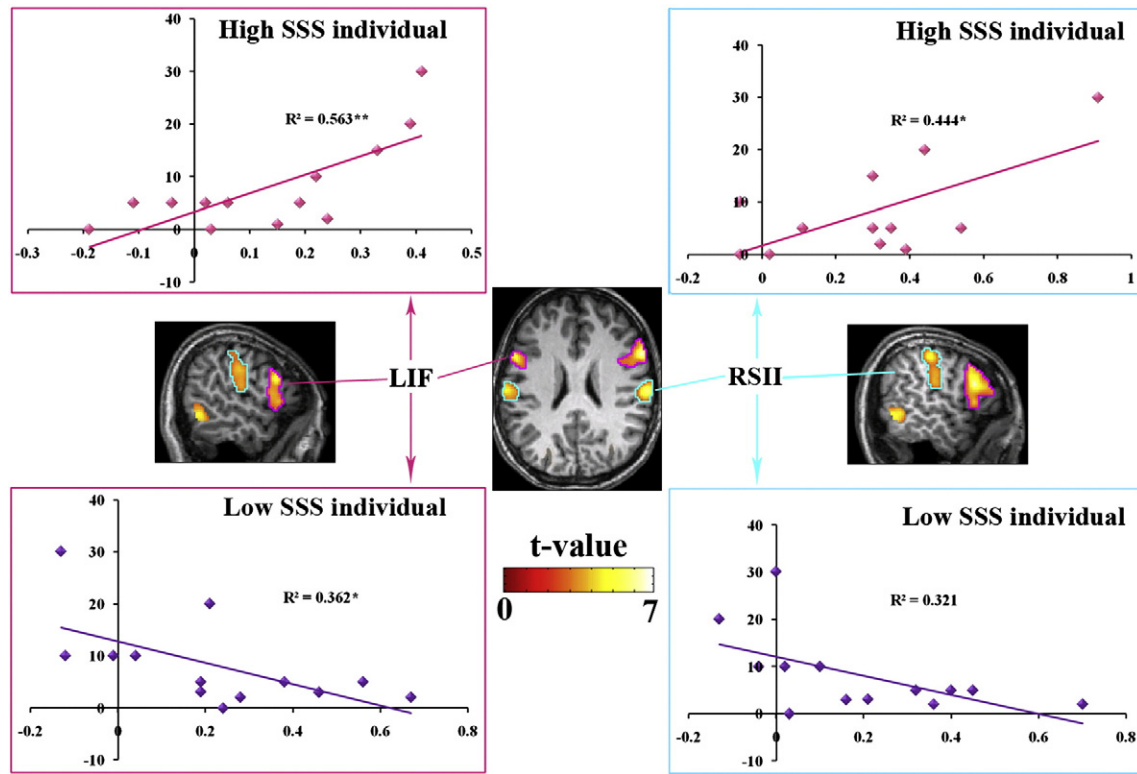 High SSS individual
40
30
20
10
0
-10
R² = 0.563**
-0.3 -0.2 -0.1 0 0.1 0.2 0.3 0.4 0.5
High SSS individual
40
30
20
10
0
R² = 0.444*
-0.2 0 0.2 0.4 0.6 0.8 1
LIF
RSII
Low SSS individual
40
30
20
10
0
-10
R² = 0.362*
-0.2 0 0.2 0.4 0.6 0.8
t-value
0 7
Low SSS individual
40
30
20
10
0
-10
R² = 0.321
-0.2 0 0.2 0.4 0.6 0.8